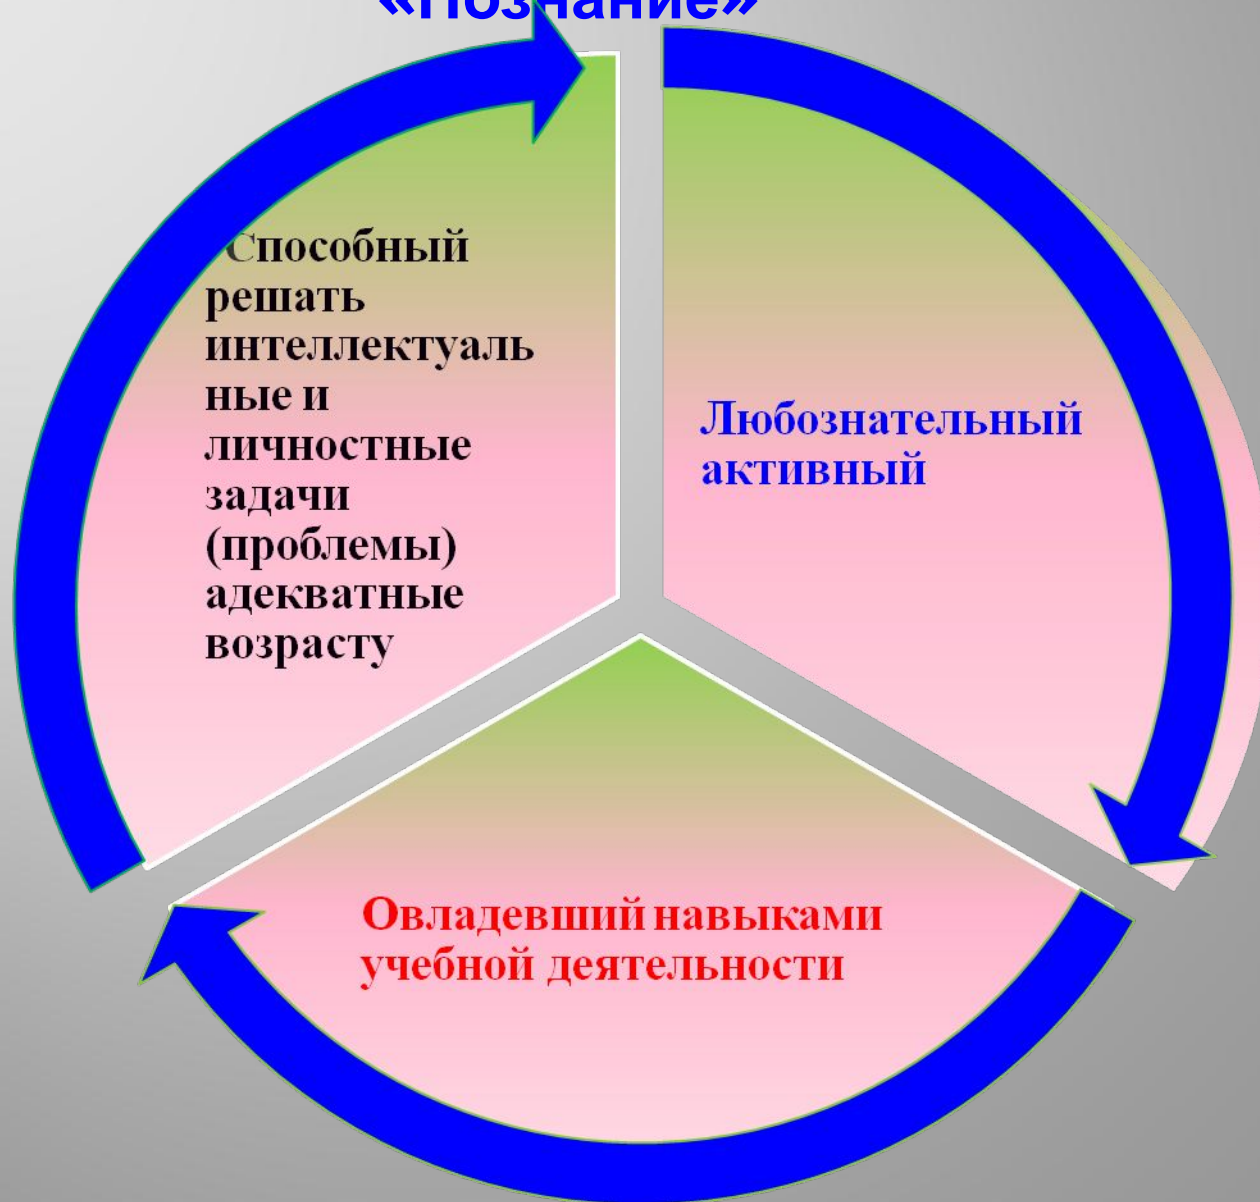 «Познание»
Способный
решать
интеллектуаль
ные и
личностные
задачи
(проблемы)
адекватные
возрасту
Любознательный
активный
Овладевший навыками
учебной деятельности